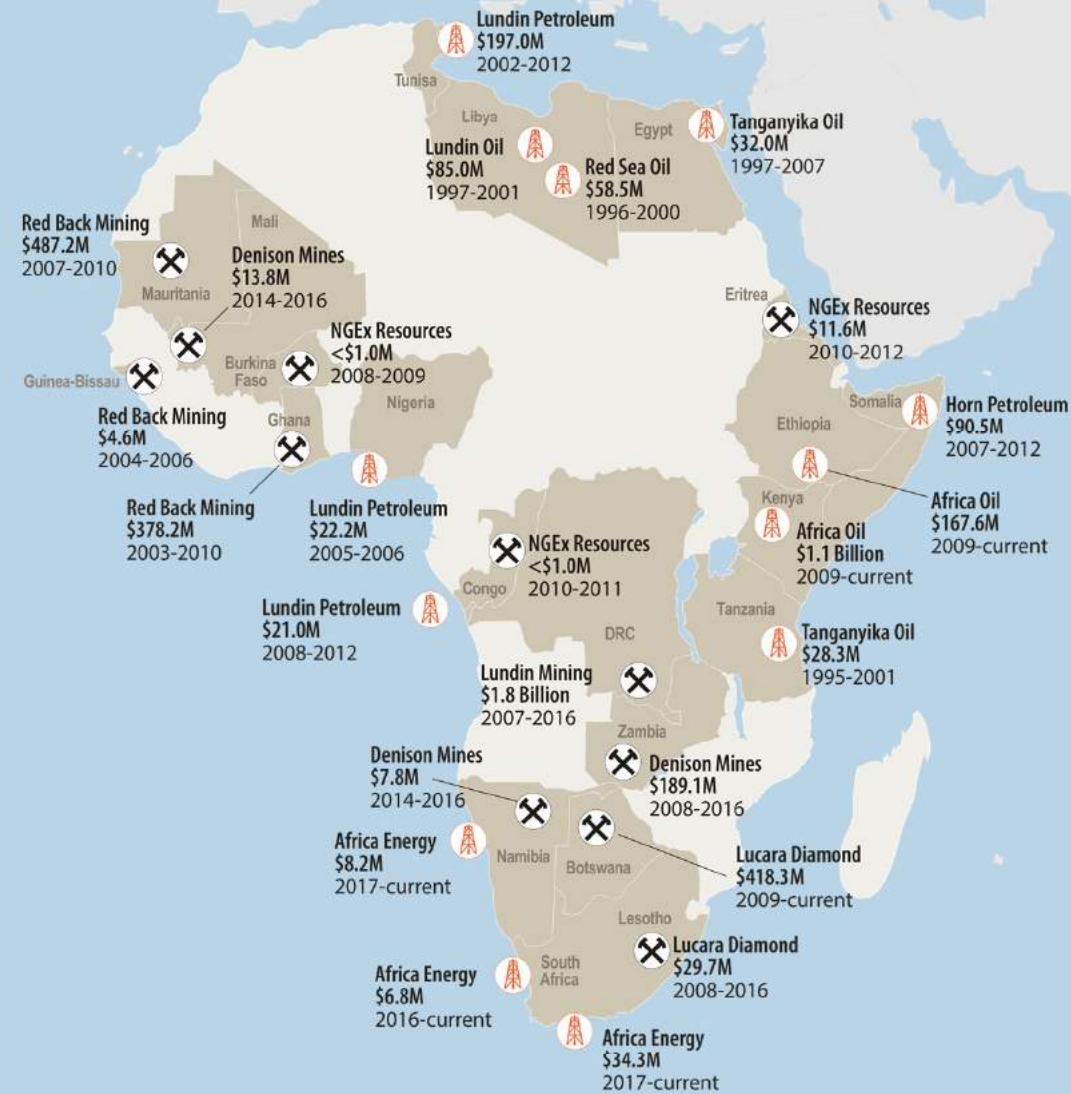 Lundin Petroleum
$197.0M
2002-2012
Tunisa
Libya
Lundin Oil
$85.0M
1997-2001
Red Sea Oil
$58.5M
1996-2000
Egypt
Tanganyika Oil
$32.0M
1997-2007
Red Back Mining
$487.2M
2007-2010
Mauritania
Mali
Denison Mines
$13.8M
2014-2016
Guinea-Bissau
Red Back Mining
$4.6M
2004-2006
Burkina
Faso
NGEx Resources
<$1.0M
2008-2009
Ghana
Red Back Mining
$378.2M
2003-2010
Nigeria
Lundin Petroleum
$22.2M
2005-2006
Eritrea
NGEx Resources
$11.6M
2010-2012
Somalia
Horn Petroleum
$90.5M
2007-2012
Ethiopia
Africa Oil
$167.6M
2009-current
Kenya
Africa Oil
$1.1 Billion
2009-current
NGEx Resources
<$1.0M
2010-2011
Congo
Lundin Petroleum
$21.0M
2008-2012
Tanzania
Tanganyika Oil
$28.3M
1995-2001
DRC
Lundin Mining
$1.8 Billion
2007-2016
Zambia
Denison Mines
$189.1M
2008-2016
Denison Mines
$7.8M
2014-2016
Namibia
Africa Energy
$8.2M
2017-current
Botswana
Lucara Diamond
$418.3M
2009-current
Lesotho
Lucara Diamond
$29.7M
2008-2016
South
Africa
Africa Energy
$6.8M
2016-current
Africa Energy
$34.3M
2017-current